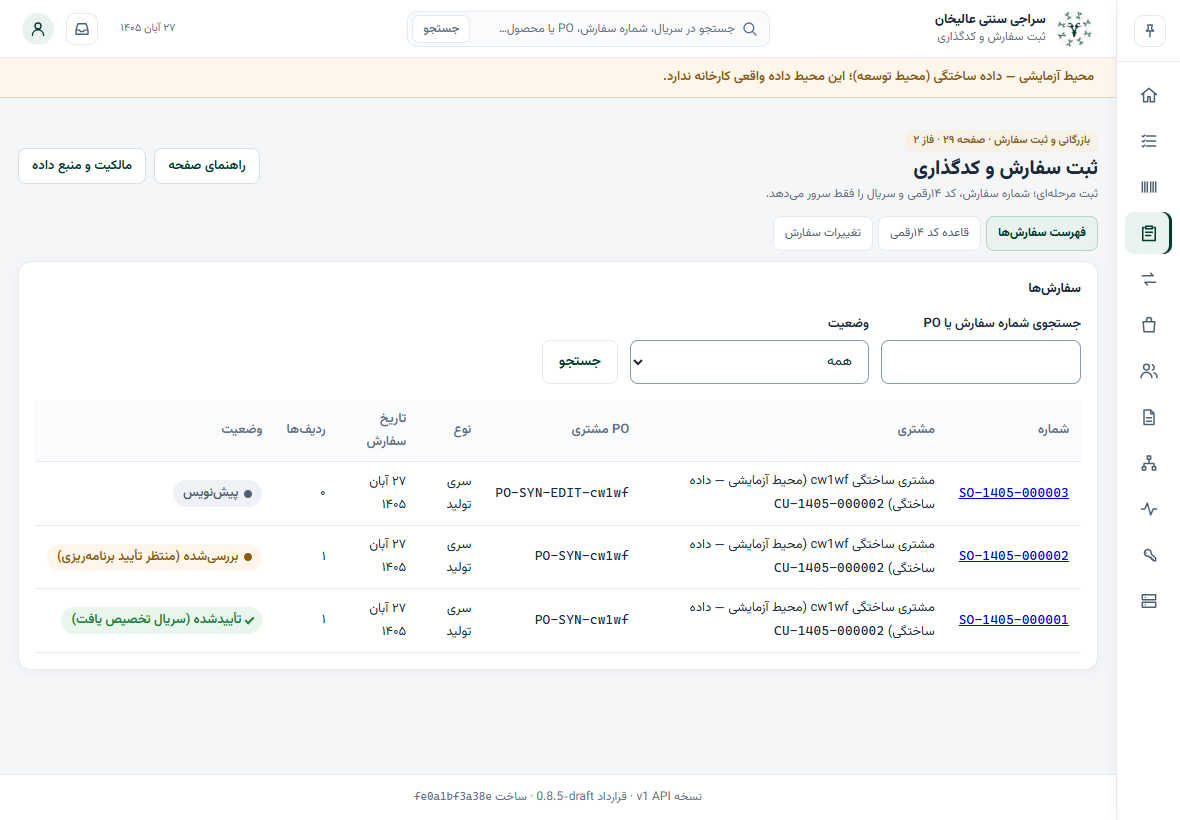 سراجی سنتی عالیخان
ثبت سفارش و کدگذاری
جستجو در سریال، شماره سفارش، PO یا محصول...
جستجو
۲۷ آبان ۱۴۰۵
محیط آزمایشی — داده ساختگی (محیط توسعه)؛ این محیط داده واقعی کارخانه ندارد.
بازرگانی و ثبت سفارش · صفحه ۲۹ · فاز ۲
ثبت سفارش و کدگذاری
ثبت مرحله‌ای؛ شماره سفارش، کد ۱۴رقمی و سریال را فقط سرور می‌دهد.
راهنمای صفحه
مالکیت و منبع داده
فهرست سفارش‌ها
قاعده کد ۱۴رقمی
تغییرات سفارش
سفارش‌ها
جستجوی شماره سفارش یا PO
وضعیت
همه
جستجو
شماره
مشتری
PO مشتری
نوع
تاریخ سفارش
ردیف‌ها
وضعیت
SO-1405-000003
مشتری ساختگی cw1wf (محیط آزمایشی — داده
ساختگی) CU-1405-000002
PO-SYN-EDIT-cw1wf
سری تولید
۲۷ آبان ۱۴۰۵
۰
پیش‌نویس
SO-1405-000002
مشتری ساختگی cw1wf (محیط آزمایشی — داده
ساختگی) CU-1405-000002
PO-SYN-cw1wf
سری تولید
۲۷ آبان ۱۴۰۵
۱
بررسی‌شده (منتظر تأیید برنامه‌ریزی)
SO-1405-000001
مشتری ساختگی cw1wf (محیط آزمایشی — داده
ساختگی) CU-1405-000002
PO-SYN-cw1wf
سری تولید
۲۷ آبان ۱۴۰۵
۱
تأییدشده (سریال تخصیص یافت)
نسخه API v1 · قرارداد 0.8.5-draft · ساخت fe0a1bf3a38e